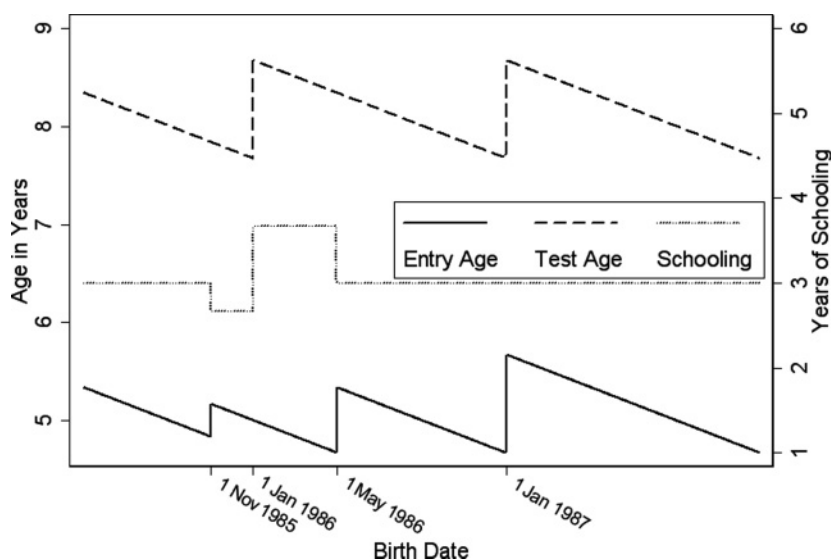 9
8
7
6
5
Age in Years
6
5
4
3
2
1
Years of Schooling
Entry Age Test Age Schooling
1 Nov 1985
1 Jan 1986
1 May 1986
1 Jan 1987
Birth Date